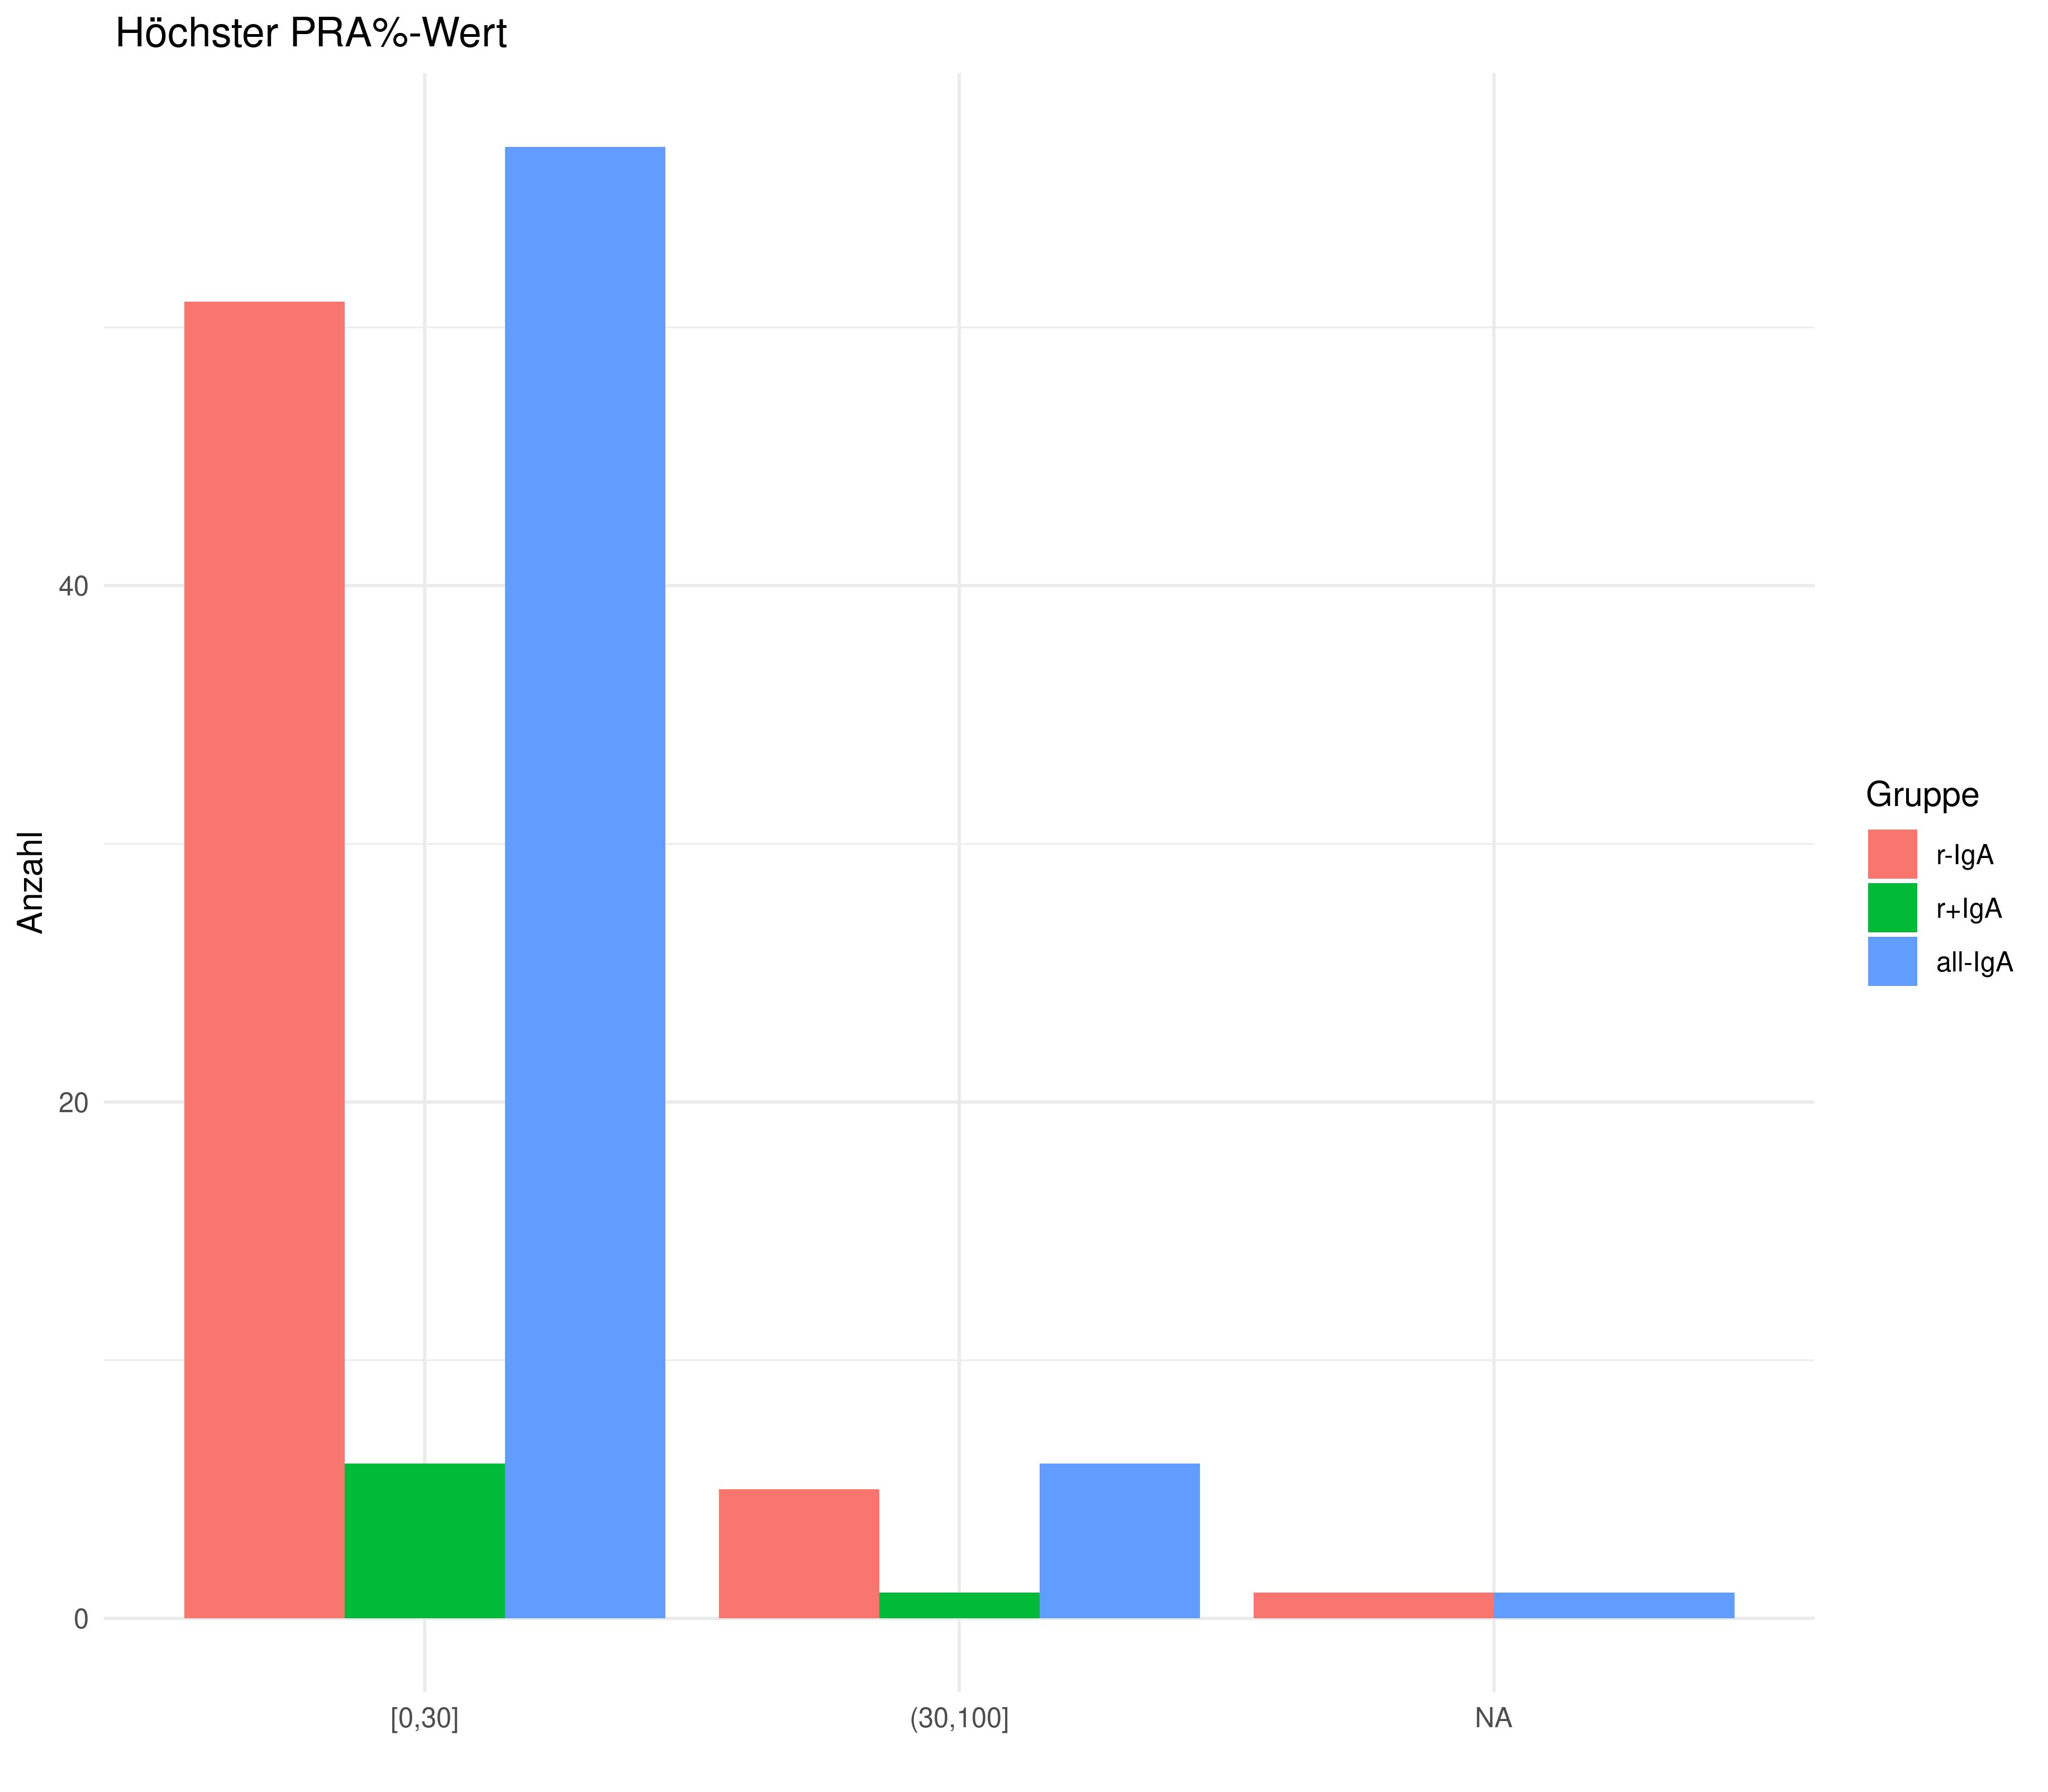 Höchster PRA%-Wert
Anzahl
40
20
0
[0,30]
(30,100]
NA
Gruppe
r-IgA
r+IgA
all-IgA